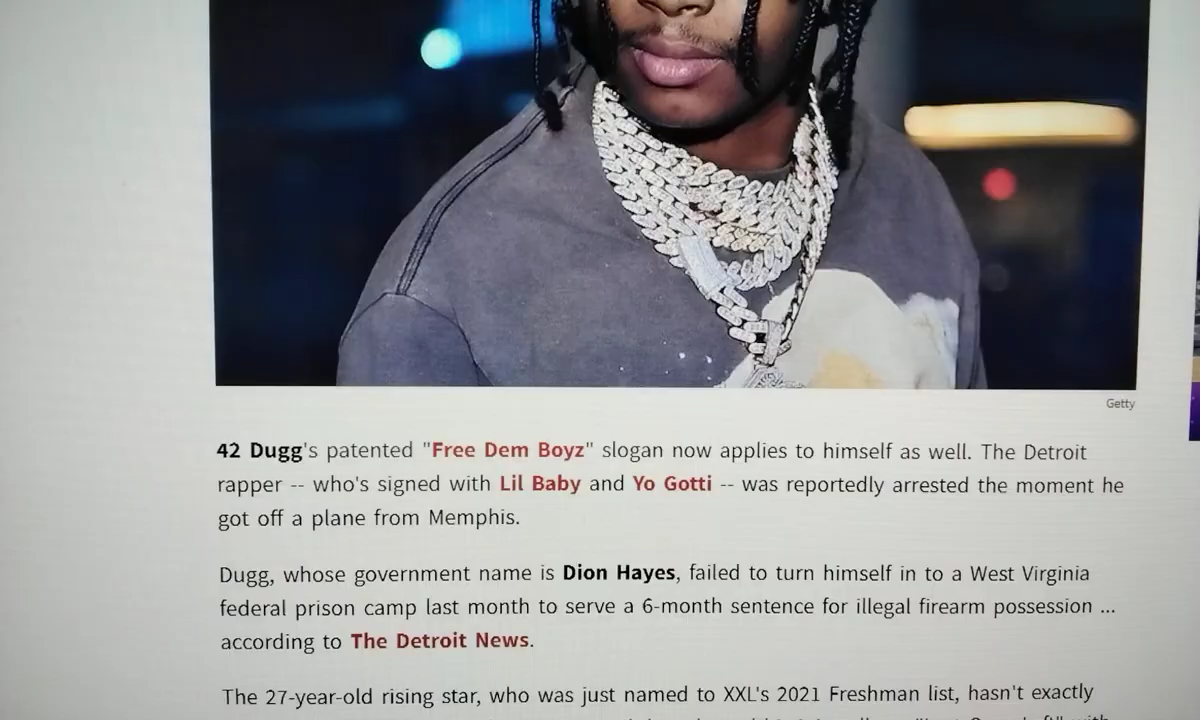 Getty
42 Dugg's patented "Free Dem Boyz" slogan now applies to himself as well. The Detroit
rapper -- who's signed with Lil Baby and Yo Gotti -- was reportedly arrested the moment he
got off a plane from Memphis.
Dugg, whose government name is Dion Hayes, failed to turn himself in to a West Virginia
federal prison camp last month to serve a 6-month sentence for illegal firearm possession ...
according to The Detroit News.
The 27-year-old rising star, who was just named to XXL's 2021 Freshman list, hasn't exactly